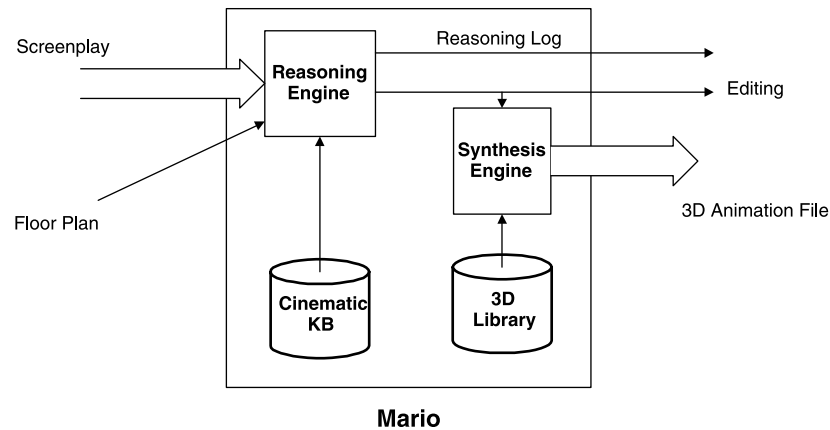 Screenplay
Reasoning Log
Reasoning
Engine
Editing
Synthesis
Engine
Floor Plan
3D Animation File
Cinematic
KB
3D
Library
Mario